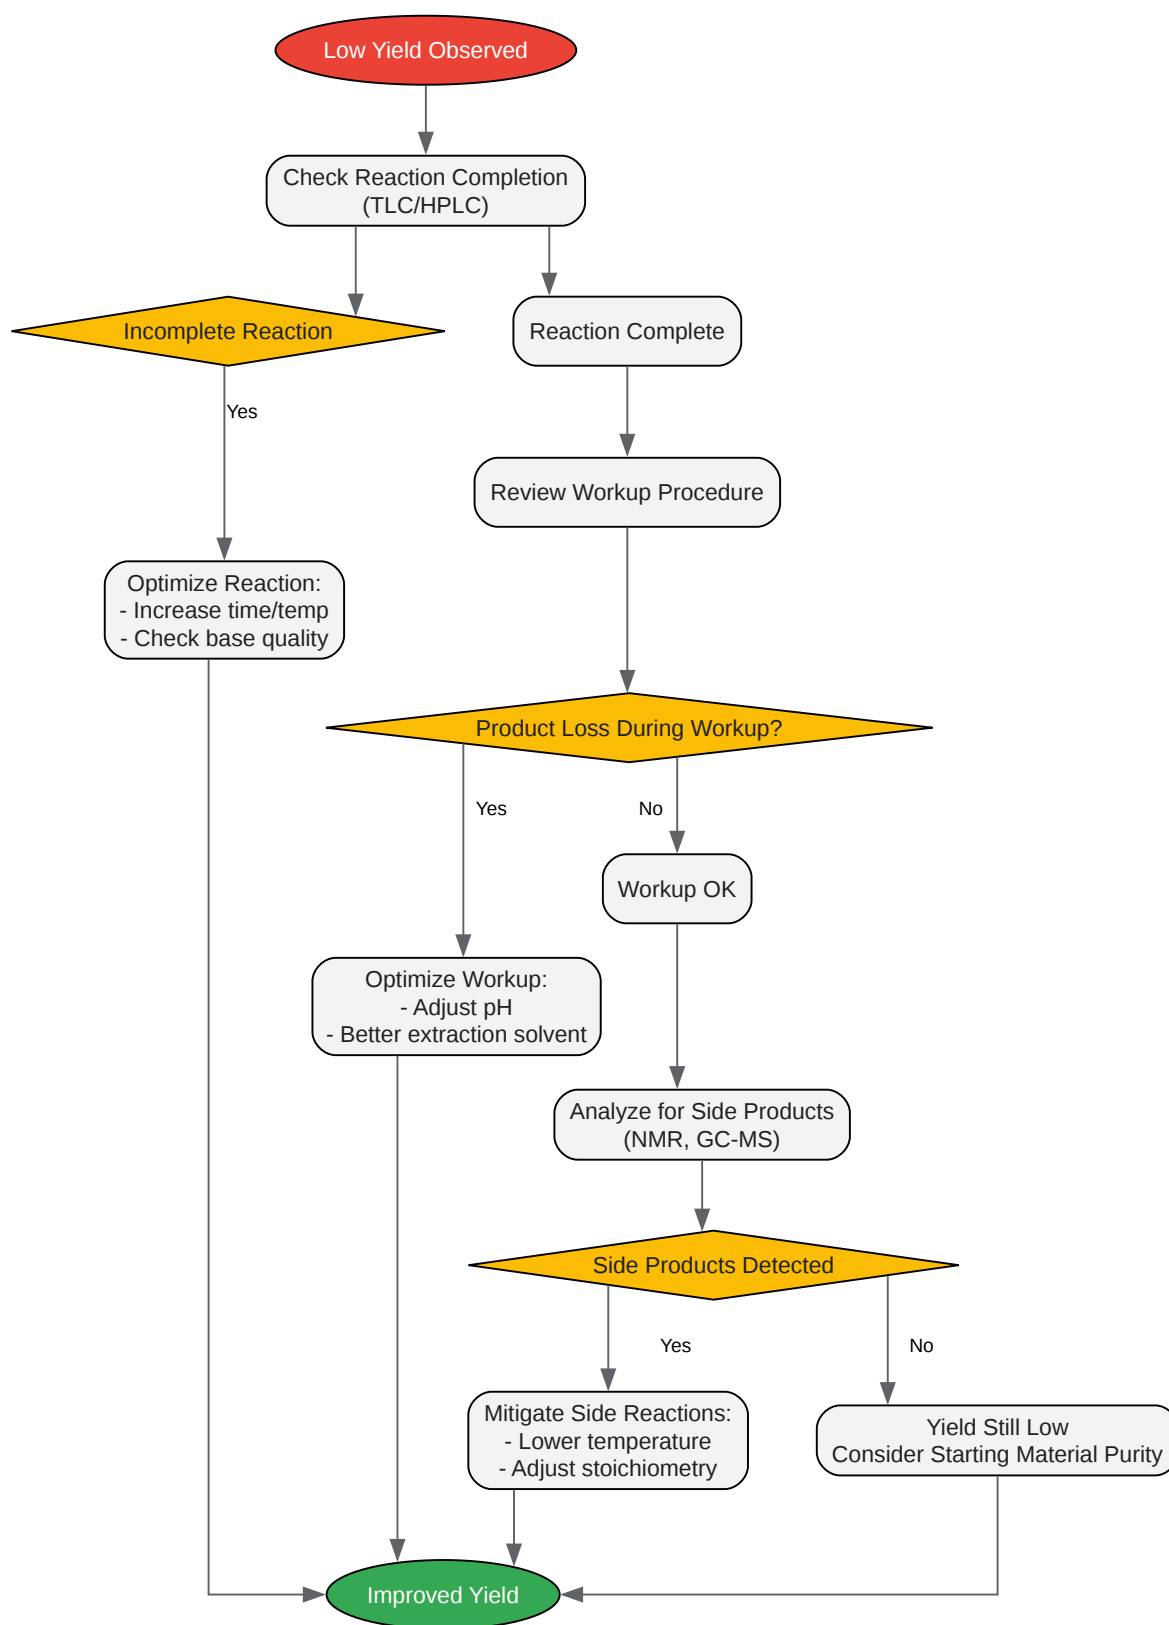 Low Yield Observed
Check Reaction Completion
(TLC/HPLC)
Incomplete Reaction
Reaction Complete
Yes
Review Workup Procedure
Optimize Reaction:
- Increase time/temp
- Check base quality
Product Loss During Workup?
Yes
No
Workup OK
Optimize Workup:
- Adjust pH
- Better extraction solvent
Analyze for Side Products
(NMR, GC-MS)
Side Products Detected
Yes
No
Mitigate Side Reactions:
- Lower temperature
- Adjust stoichiometry
Yield Still Low
Consider Starting Material Purity
Improved Yield